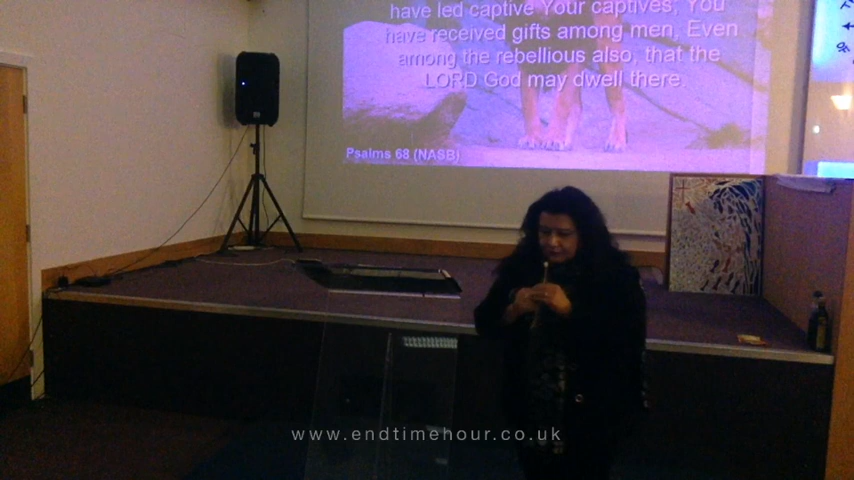 have led captive Your captives; You
have received gifts among men, Even
among the rebellious also, that the
LORD God may dwell there.
Psalms 68 (NASB)
www.endtimehour.co.uk